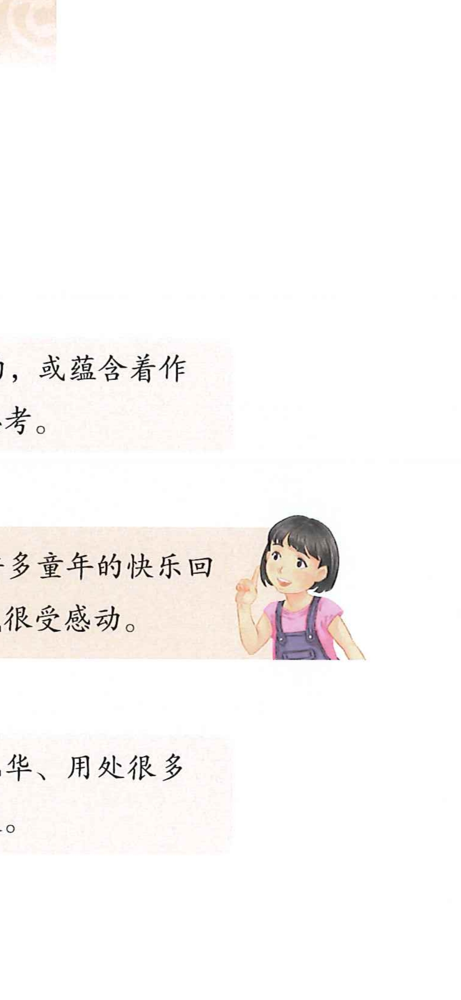 ，或蕴含着作
考。
多童年的快乐回
很受感动。
华、用处很多
。